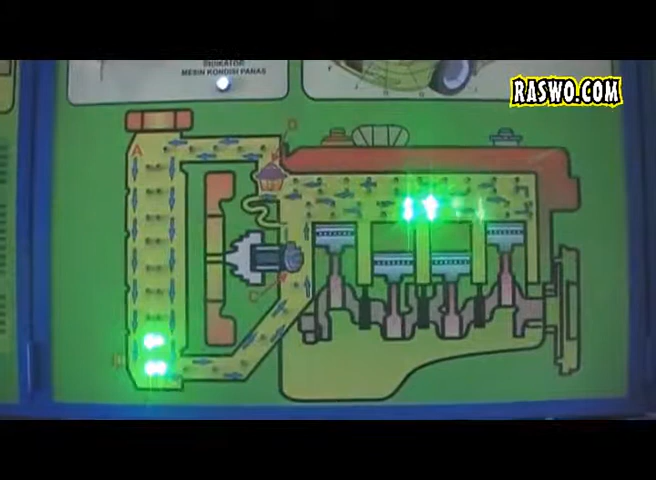 INDIKATOR
MESIN KONDISI PANAS
RASWO.COM
A
B
C